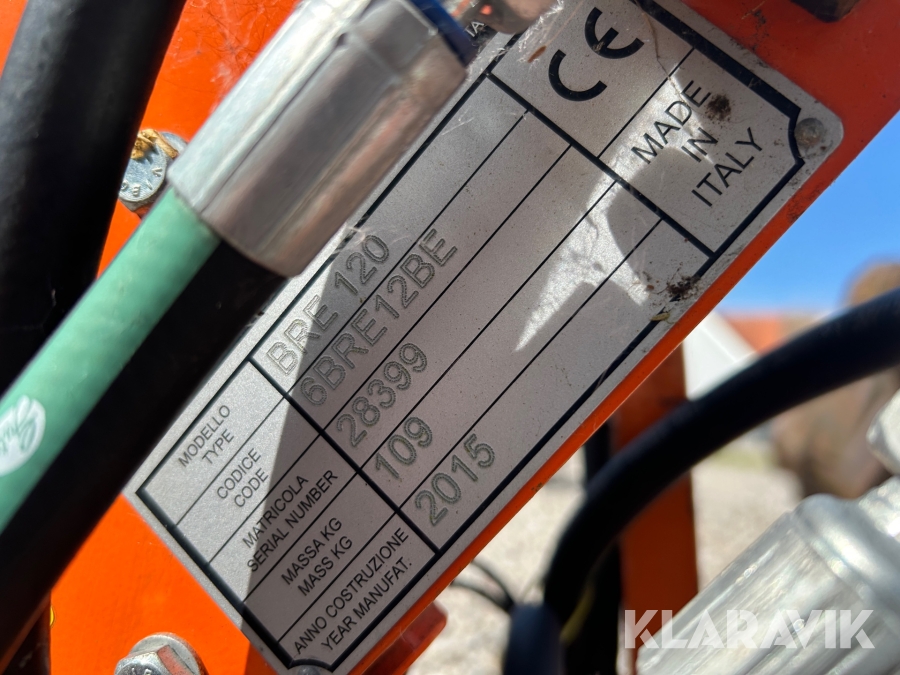 CE
MADE
IN
ITALY
MODELLO
TYPE
BRE 120
CODICE
CODE
6BRE12BE
MATRICOLA
SERIAL NUMBER
28399
MASSA KG
MASS KG
109
ANNO COSTRUZIONE
YEAR MANUFAT.
2015
KLARAVIK